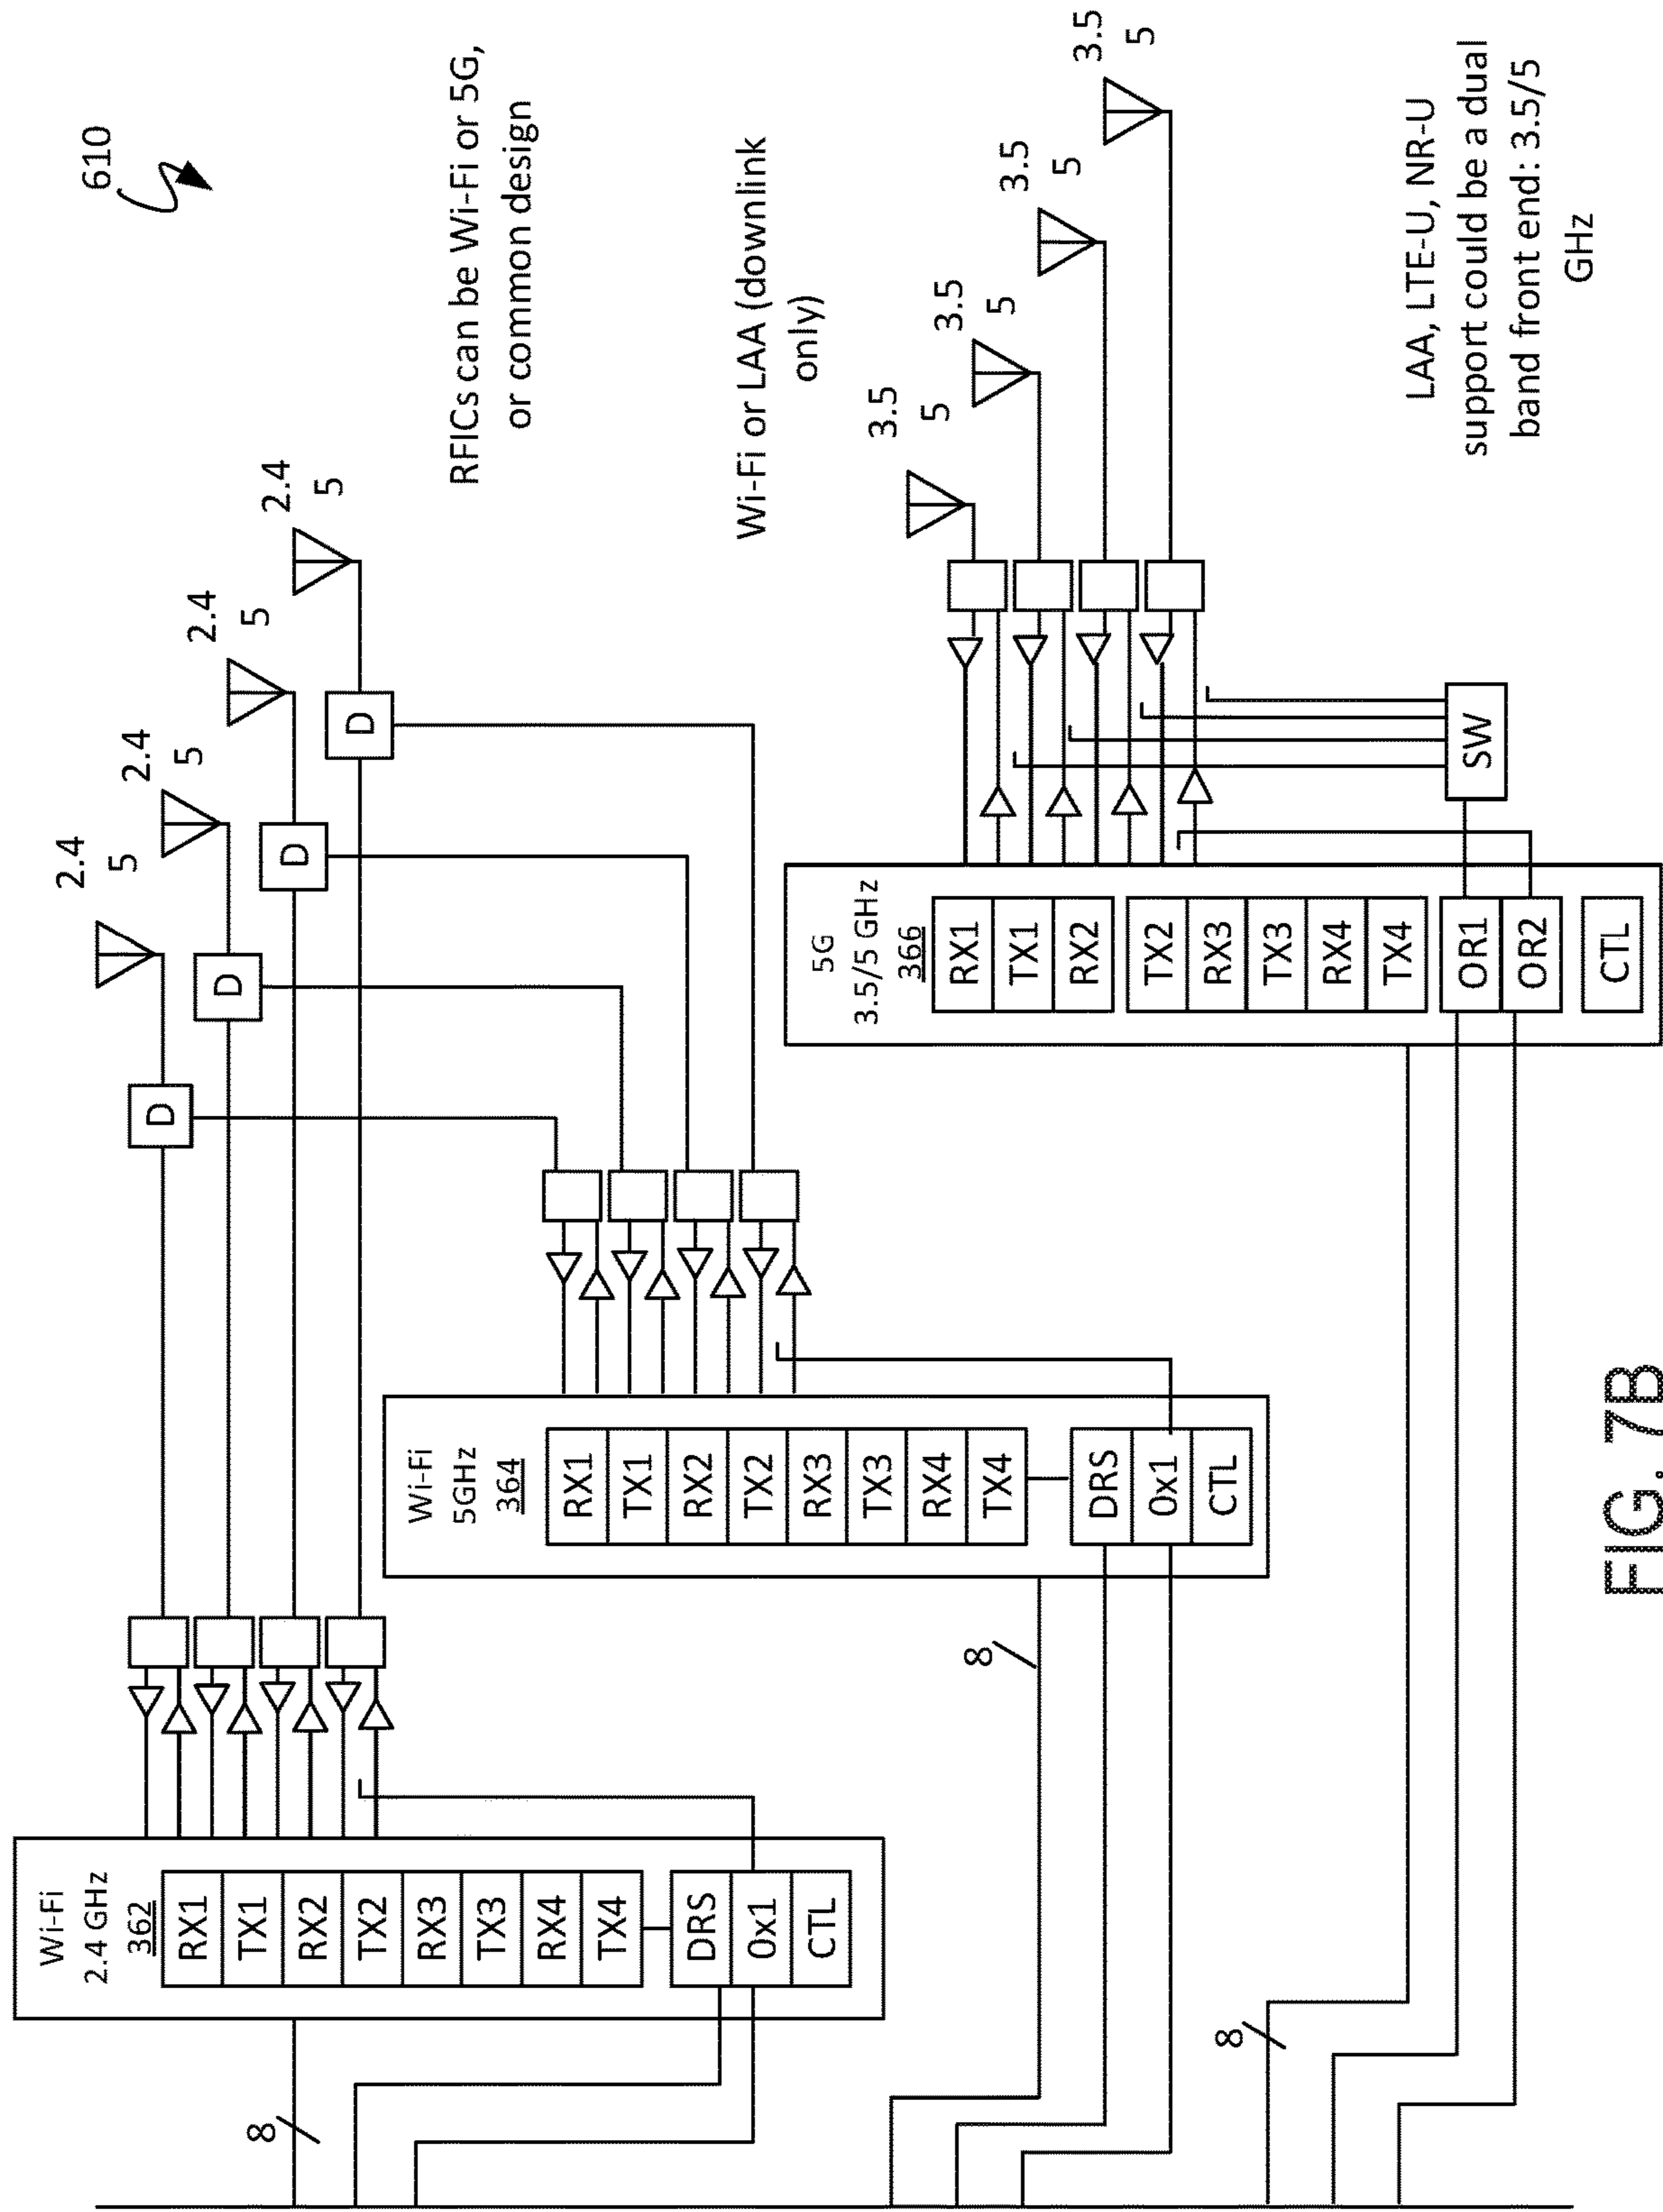 610
Wi-Fi
2.4 GHz
362
RX1
TX1
RX2
TX2
RX3
TX3
RX4
TX4
DRS
0x1
CTL
8
D
D
D
D
2.4
5
2.4
5
2.4
5
2.4
5
RFICs can be Wi-Fi or 5G,
or common design
Wi-Fi
5GHz
364
RX1
TX1
RX2
TX2
RX3
TX3
RX4
TX4
DRS
0x1
CTL
8
Wi-Fi or LAA (downlink
only)
5G
3.5/5 GHz
366
RX1
TX1
RX2
TX2
RX3
TX3
RX4
TX4
OR1
OR2
CTL
8
SW
3.5
5
3.5
5
3.5
5
3.5
5
LAA, LTE-U, NR-U
support could be a dual
band front end: 3.5/5
GHz
FIG. 7B